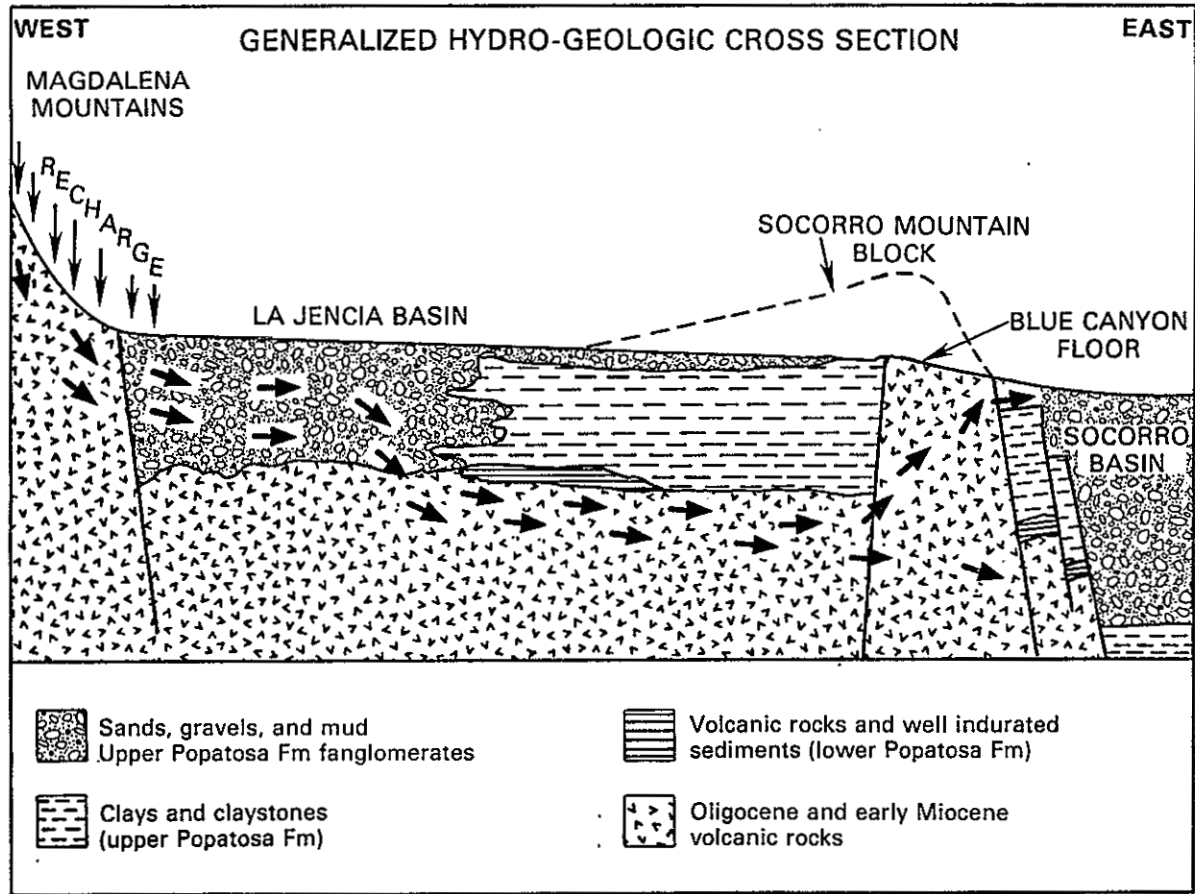 WEST
GENERALIZED HYDRO-GEOLOGIC CROSS SECTION
EAST
MAGDALENA
MOUNTAINS
RECHARGE
SOCORRO MOUNTAIN
BLOCK
LA JENCIA BASIN
BLUE CANYON
FLOOR
SOCORRO
BASIN
Sands, gravels, and mud
Upper Popatosa Fm fanglomerates
Clays and claystones
(upper Popatosa Fm)
Volcanic rocks and well indurated
sediments (lower Popatosa Fm)
Oligocene and early Miocene
volcanic rocks